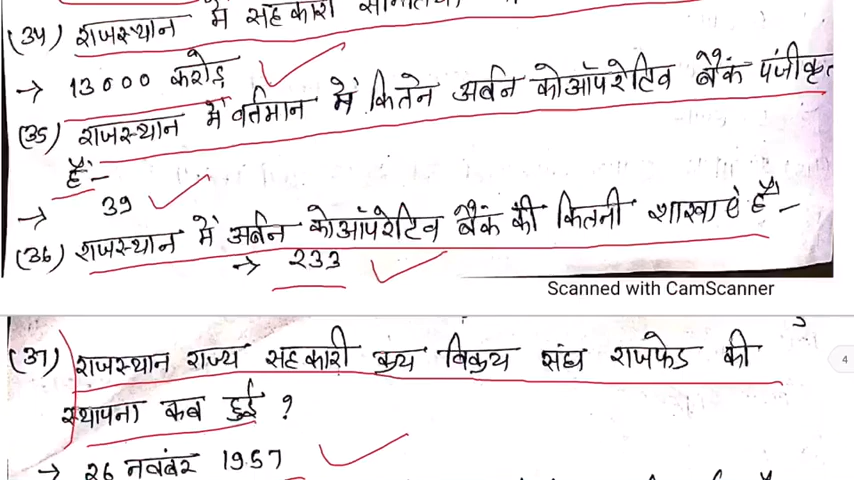 (34) राजस्थान में सहकारी
→ 13000 करोड़
(35) राजस्थान में वर्तमान में कितने अर्बन कोऑपरेटिव बैंक पंजीकृत
हैं-
→ 39
(36) राजस्थान में अर्बन कोऑपरेटिव बैंक की कितनी शाखाएं हैं -
→ 233
Scanned with CamScanner
(37) राजस्थान राज्य सहकारी क्रय विक्रय संघ राजफेड की
4
स्थापना कब हुई ?
→ 26 नवंबर 1957